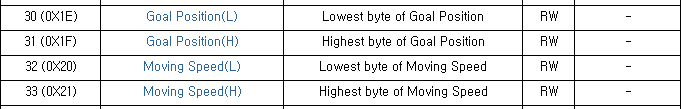 30 (0X1E) Goal Position(L) Lowest byte of Goal Position RW -
31 (0X1F) Goal Position(H) Highest byte of Goal Position RW -
32 (0X20) Moving Speed(L) Lowest byte of Moving Speed RW -
33 (0X21) Moving Speed(H) Highest byte of Moving Speed RW -